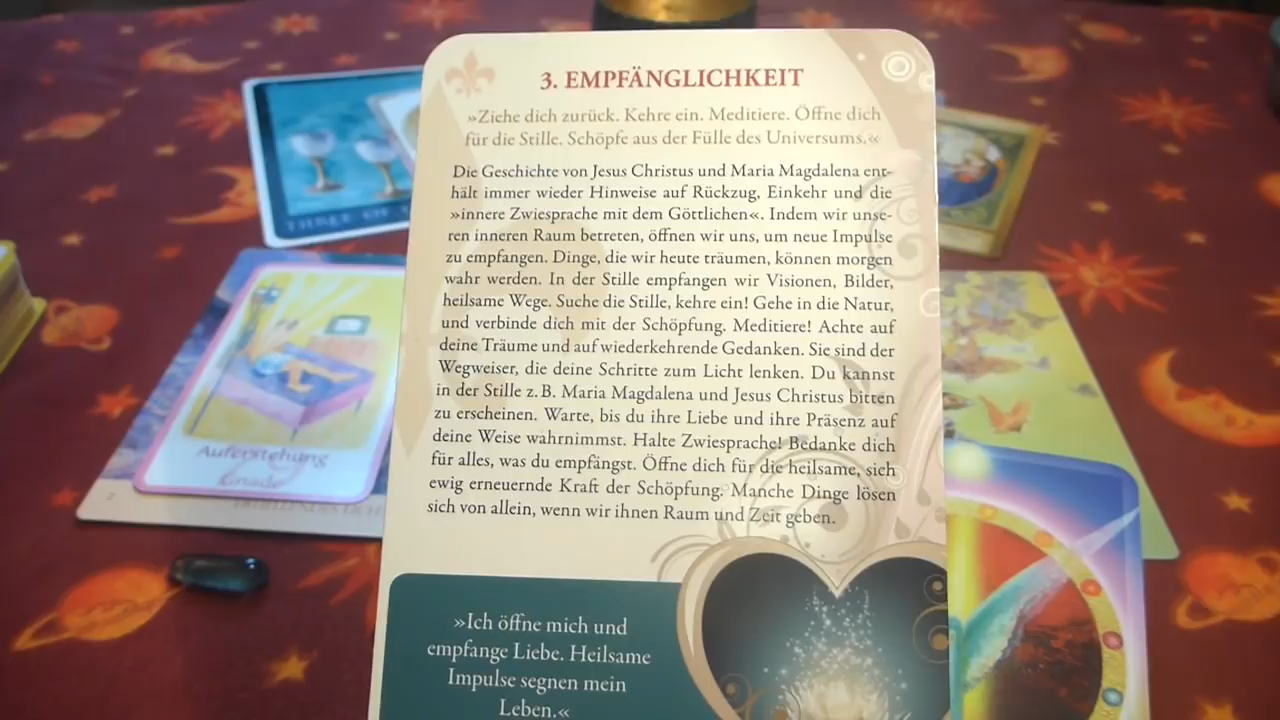 3. EMPFÄNGLICHKEIT
»Ziehe dich zurück. Kehre ein. Meditiere. Öffne dich
für die Stille. Schöpfe aus der Fülle des Universums.«
Die Geschichte von Jesus Christus und Maria Magdalena ent-
hält immer wieder Hinweise auf Rückzug, Einkehr und die
»innere Zwiesprache mit dem Göttlichen«. Indem wir unse-
ren inneren Raum betreten, öffnen wir uns, um neue Impulse
zu empfangen. Dinge, die wir heute träumen, können morgen
wahr werden. In der Stille empfangen wir Visionen, Bilder,
heilsame Wege. Suche die Stille, kehre ein! Gehe in die Natur,
und verbinde dich mit der Schöpfung. Meditiere! Achte auf
deine Träume und auf wiederkehrende Gedanken. Sie sind der
Wegweiser, die deine Schritte zum Licht lenken. Du kannst
in der Stille z. B. Maria Magdalena und Jesus Christus bitten
zu erscheinen. Warte, bis du ihre Liebe und ihre Präsenz auf
deine Weise wahrnimmst. Halte Zwiesprache! Bedanke dich
für alles, was du empfängst. Öffne dich für die heilsame, sich
ewig erneuernde Kraft der Schöpfung. Manche Dinge lösen
sich von allein, wenn wir ihnen Raum und Zeit geben.
»Ich öffne mich und
empfange Liebe. Heilsame
Impulse segnen mein
Leben.«
THREE OF
Auferstehung
Gnade
2